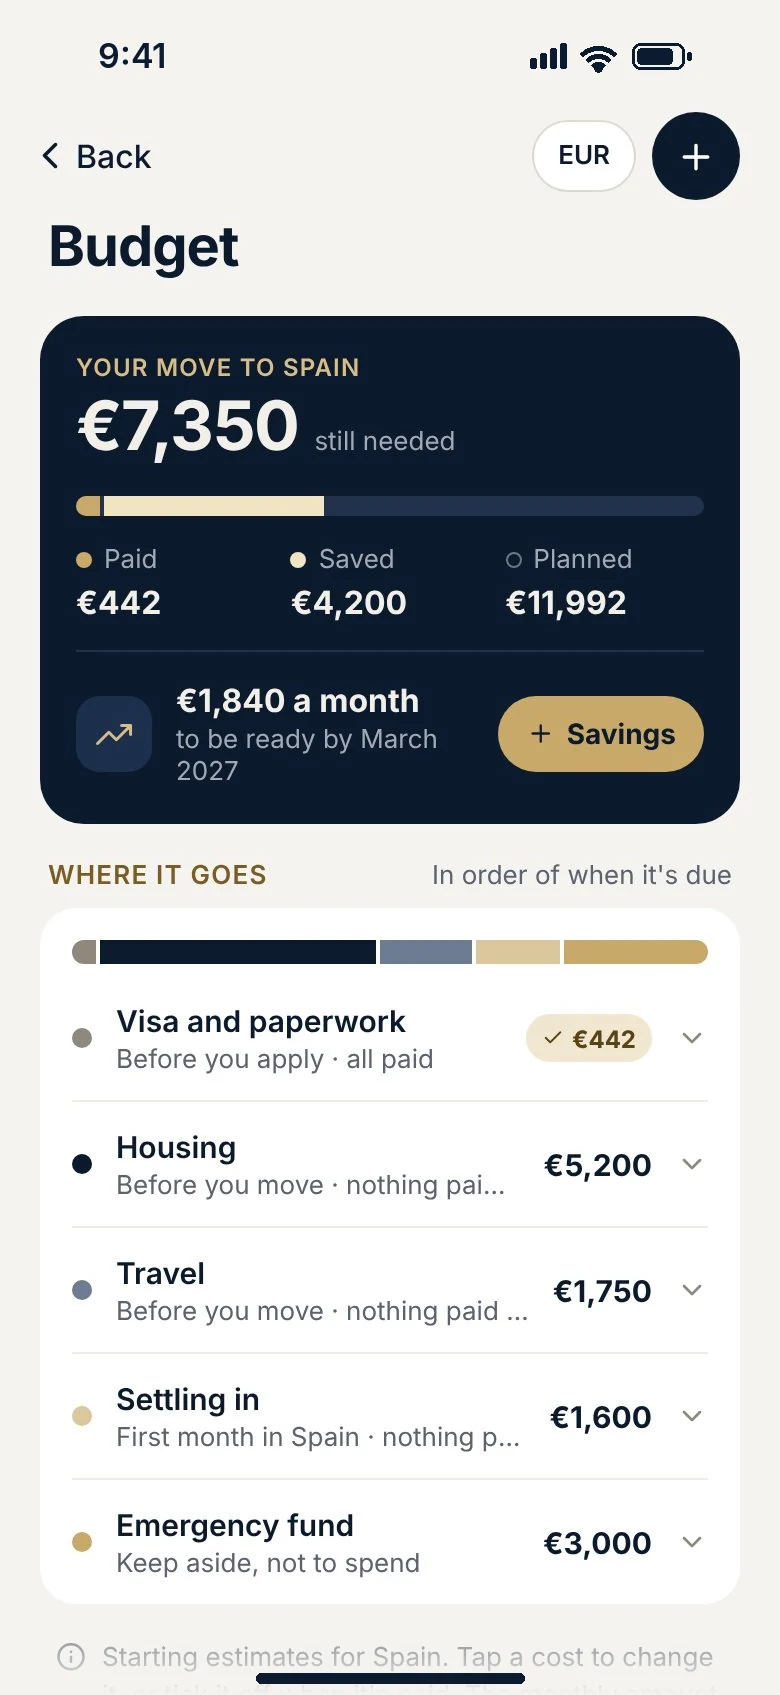 9:41
Back
EUR
Budget
YOUR MOVE TO SPAIN
€7,350 still needed
Paid
Saved
Planned
€442
€4,200
€11,992
€1,840 a month
to be ready by March
2027
+ Savings
WHERE IT GOES
In order of when it's due
Visa and paperwork
Before you apply · all paid
€442
Housing
Before you move · nothing pai...
€5,200
Travel
Before you move · nothing paid ...
€1,750
Settling in
First month in Spain · nothing p...
€1,600
Emergency fund
Keep aside, not to spend
€3,000
Starting estimates for Spain. Tap a cost to change